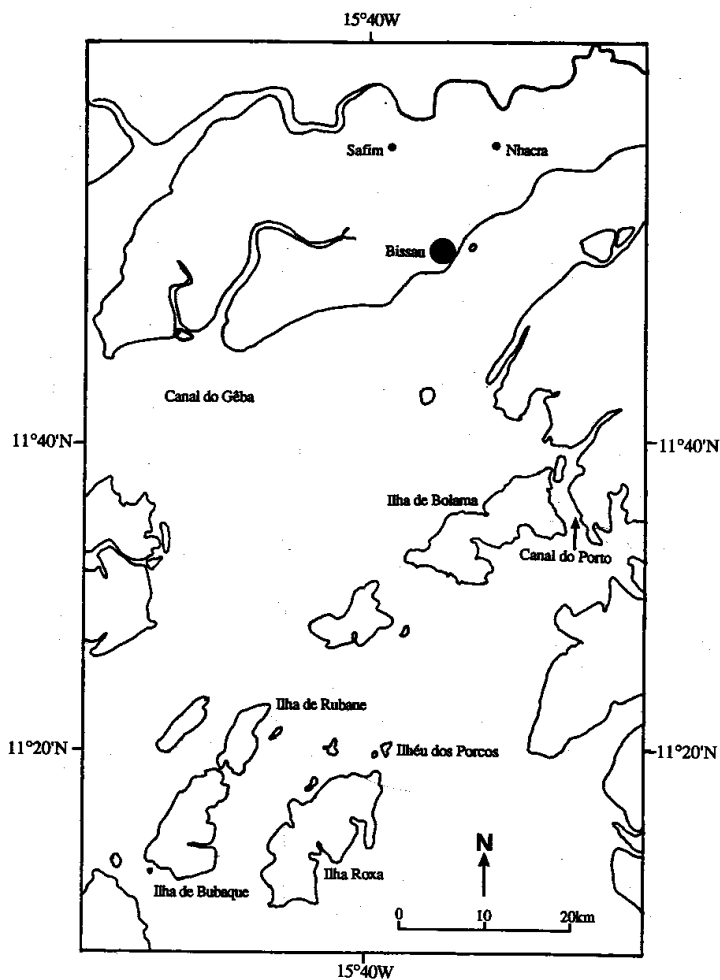 15°40W
Safim
Nhacra
Bissau
Canal do Gêba
11°40'N
11°40'N
Ilha de Bolama
Canal do Porto
Ilha de Rubane
11°20'N
Ilhéu dos Porcos
11°20'N
N
Ilha de Bubaque
Ilha Roxa
0 10 20km
15°40W